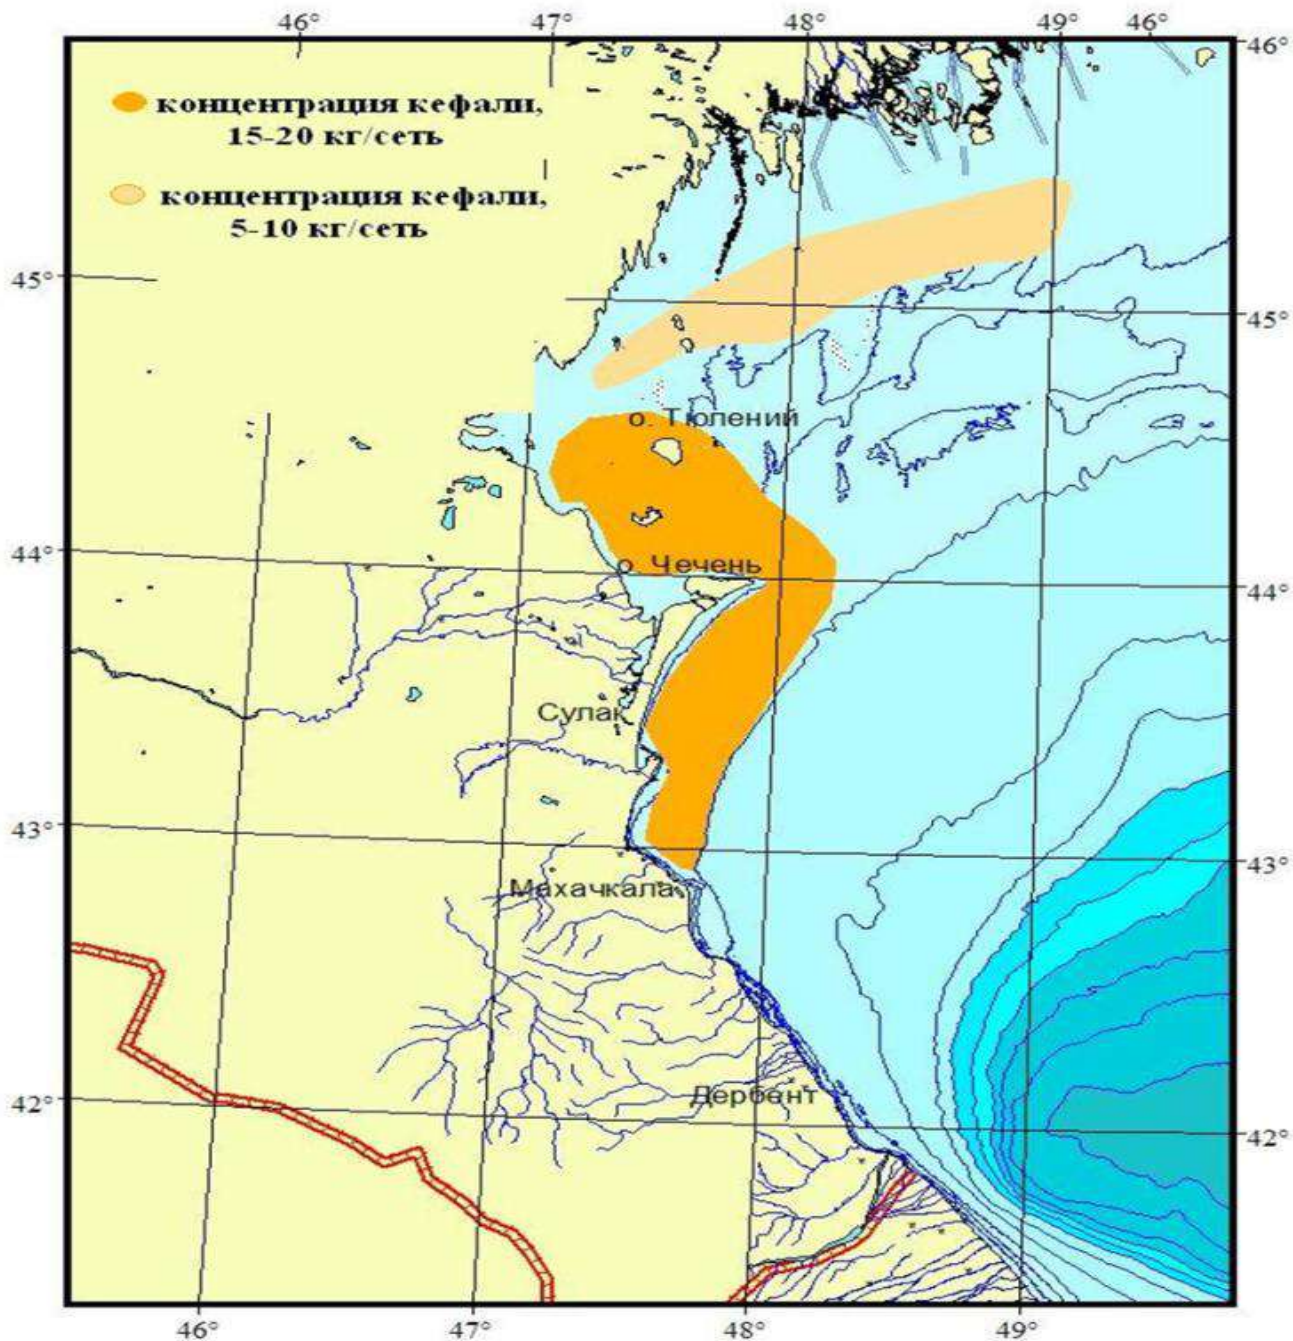 46° 47° 48° 49° 46°
46°
концентрация кефали,
15-20 кг/сеть
концентрация кефали,
5-10 кг/сеть
45°
45°
о. Тюлений
44°
о. Чечень
44°
Сулак
43°
43°
Махачкала
42°
Дербент
42°
46° 47° 48° 49°